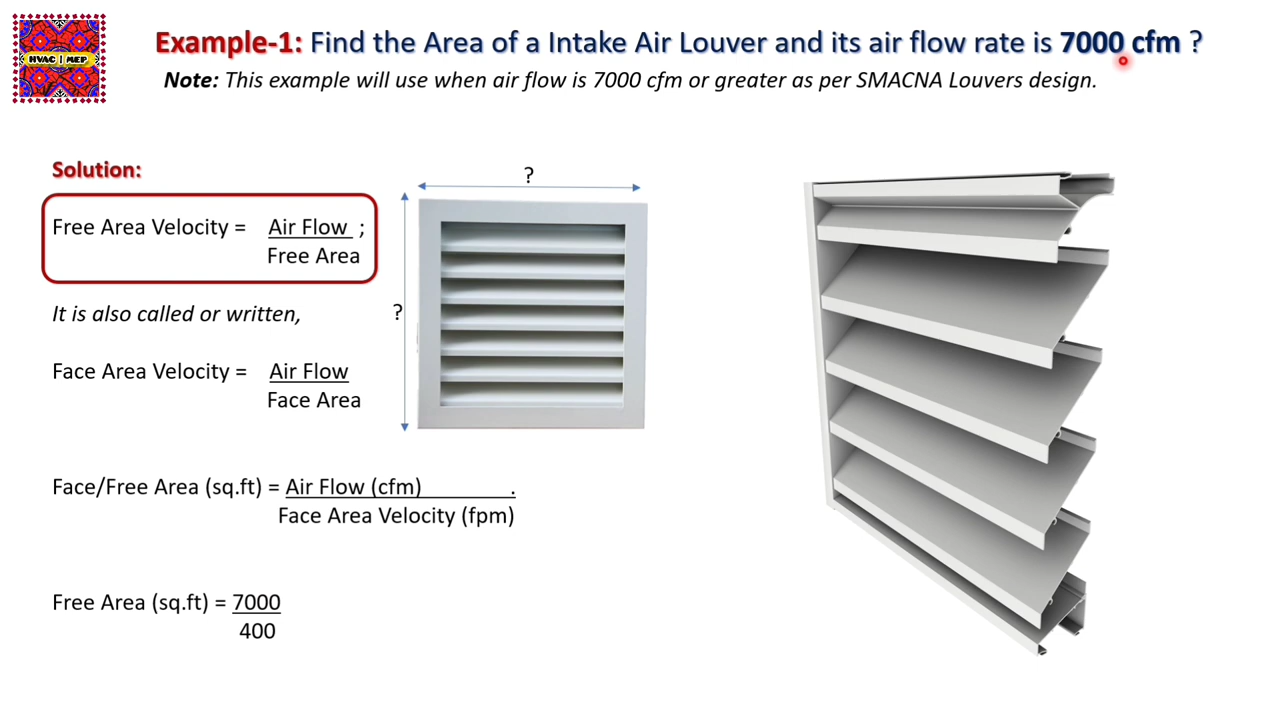 HVAC | MEP
Example-1: Find the Area of a Intake Air Louver and its air flow rate is 7000 cfm ?
Note: This example will use when air flow is 7000 cfm or greater as per SMACNA Louvers design.
Solution:
Free Area Velocity = Air Flow ;
Free Area
It is also called or written,
Face Area Velocity = Air Flow
Face Area
?
?
Face/Free Area (sq.ft) = Air Flow (cfm) .
Face Area Velocity (fpm)
Free Area (sq.ft) = 7000
400